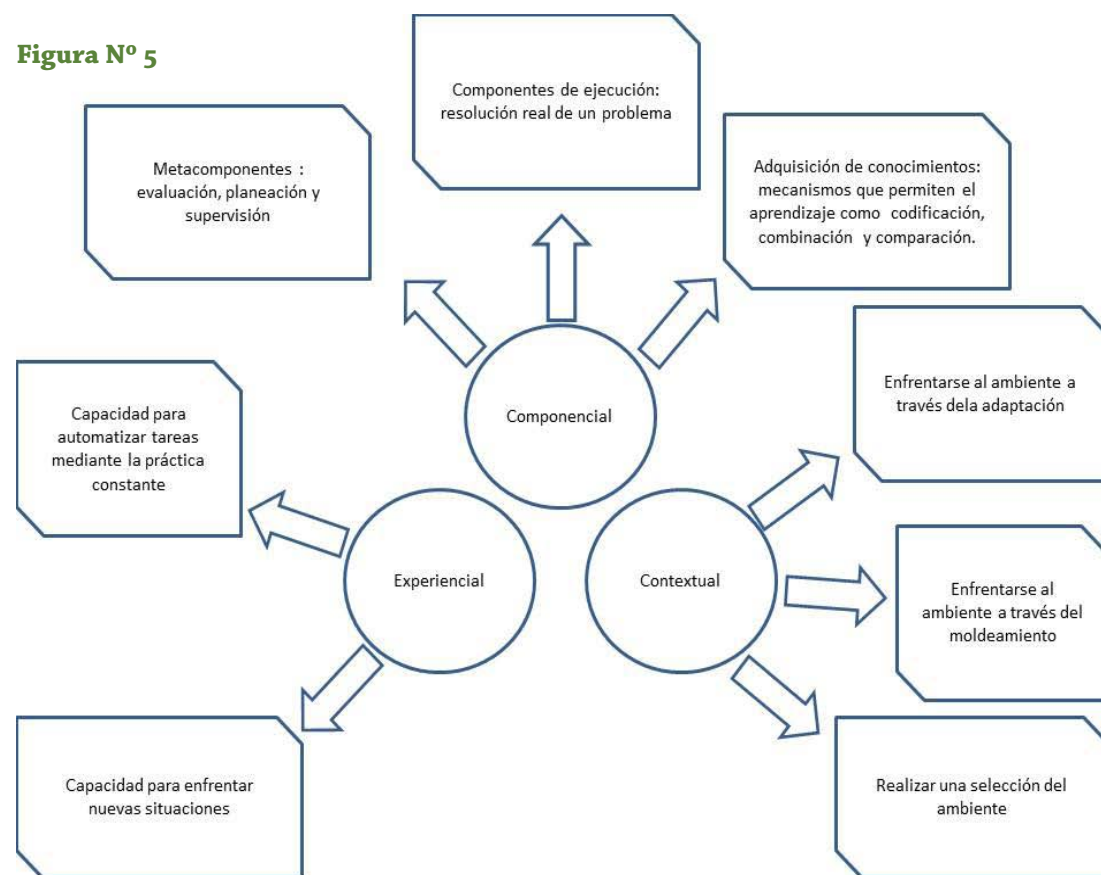 Figura Nº 5
Componentes de ejecución:
resolución real de un problema
Metacomponentes :
evaluación, planeación y
supervisión
Adquisición de conocimientos:
mecanismos que permiten el
aprendizaje como codificación,
combinación y comparación.
Enfrentarse al ambiente a
través dela adaptación
Capacidad para
automatizar tareas
mediante la práctica
constante
Componencial
Experiencial
Contextual
Enfrentarse al
ambiente a través del
moldeamiento
Capacidad para enfrentar
nuevas situaciones
Realizar una selección del
ambiente